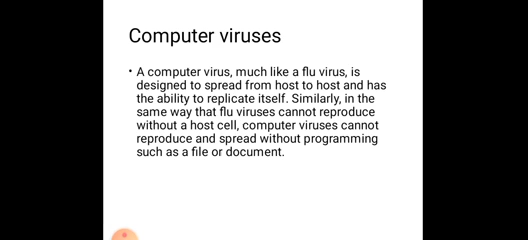 Computer viruses
• A computer virus, much like a flu virus, is
designed to spread from host to host and has
the ability to replicate itself. Similarly, in the
same way that flu viruses cannot reproduce
without a host cell, computer viruses cannot
reproduce and spread without programming
such as a file or document.